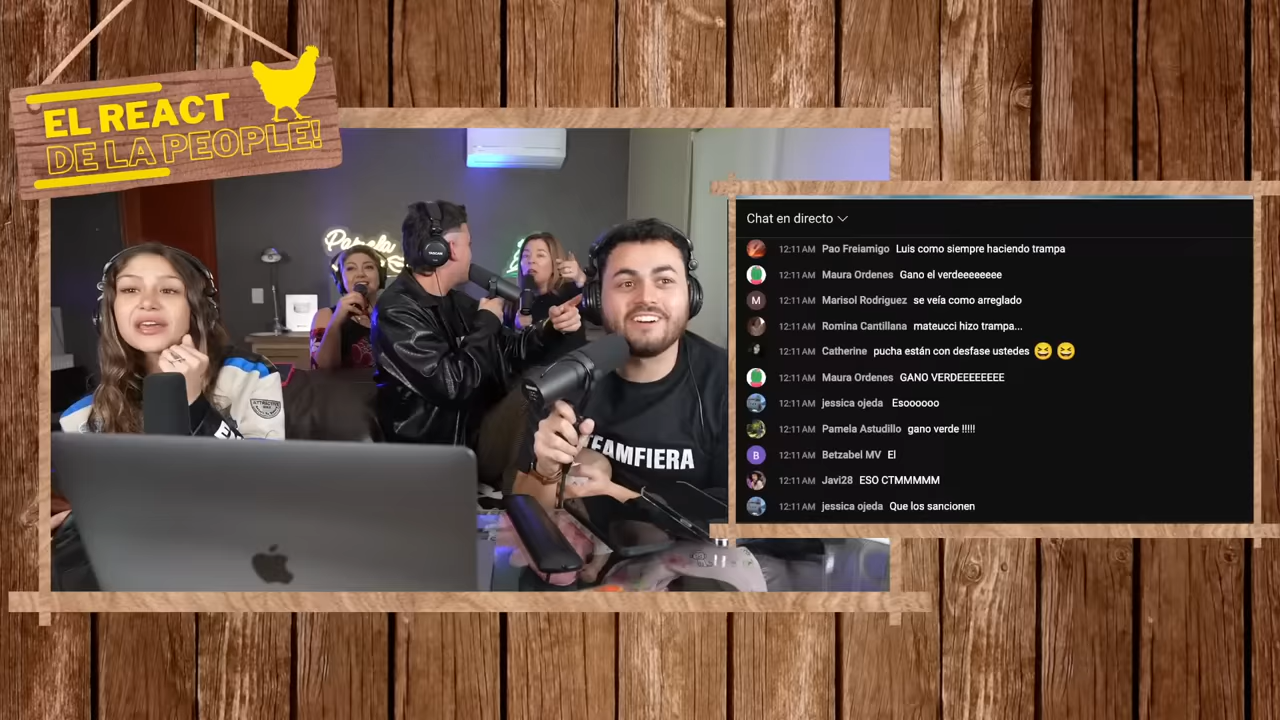 EL REACT
DE LA PEOPLE!
Pamela
TEAMFIERA
Chat en directo
12:11 AM Pao Freiamigo Luis como siempre haciendo trampa
12:11 AM Maura Ordenes Gano el verdeeeeeeee
M 12:11 AM Marisol Rodriguez se veía como arreglado
12:11 AM Romina Cantillana mateucci hizo trampa...
12:11 AM Catherine pucha están con desfase ustedes 😆 😆
12:11 AM Maura Ordenes GANO VERDEEEEEEEE
12:11 AM jessica ojeda Esoooooo
12:11 AM Pamela Astudillo gano verde !!!!!
B 12:11 AM Betzabel MV El
12:11 AM Javi28 ESO CTMMMMM
12:11 AM jessica ojeda Que los sancionen